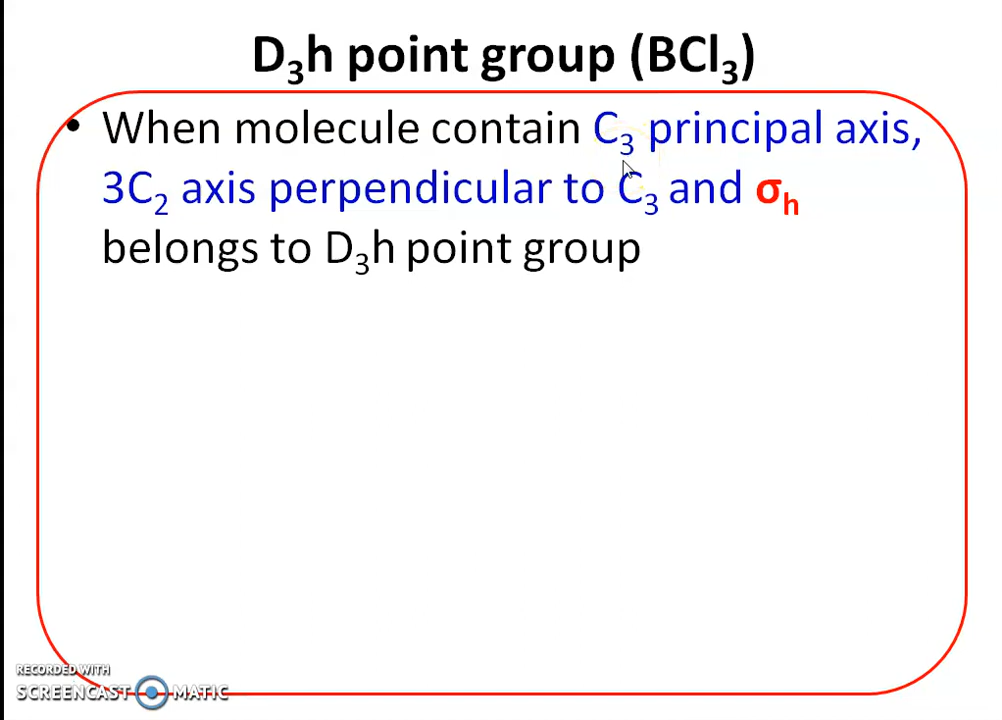 D₃h point group (BCl₃)
• When molecule contain C₃ principal axis,
3C₂ axis perpendicular to C₃ and σₕ
belongs to D₃h point group
RECORDED WITH
SCREENCAST MATIC